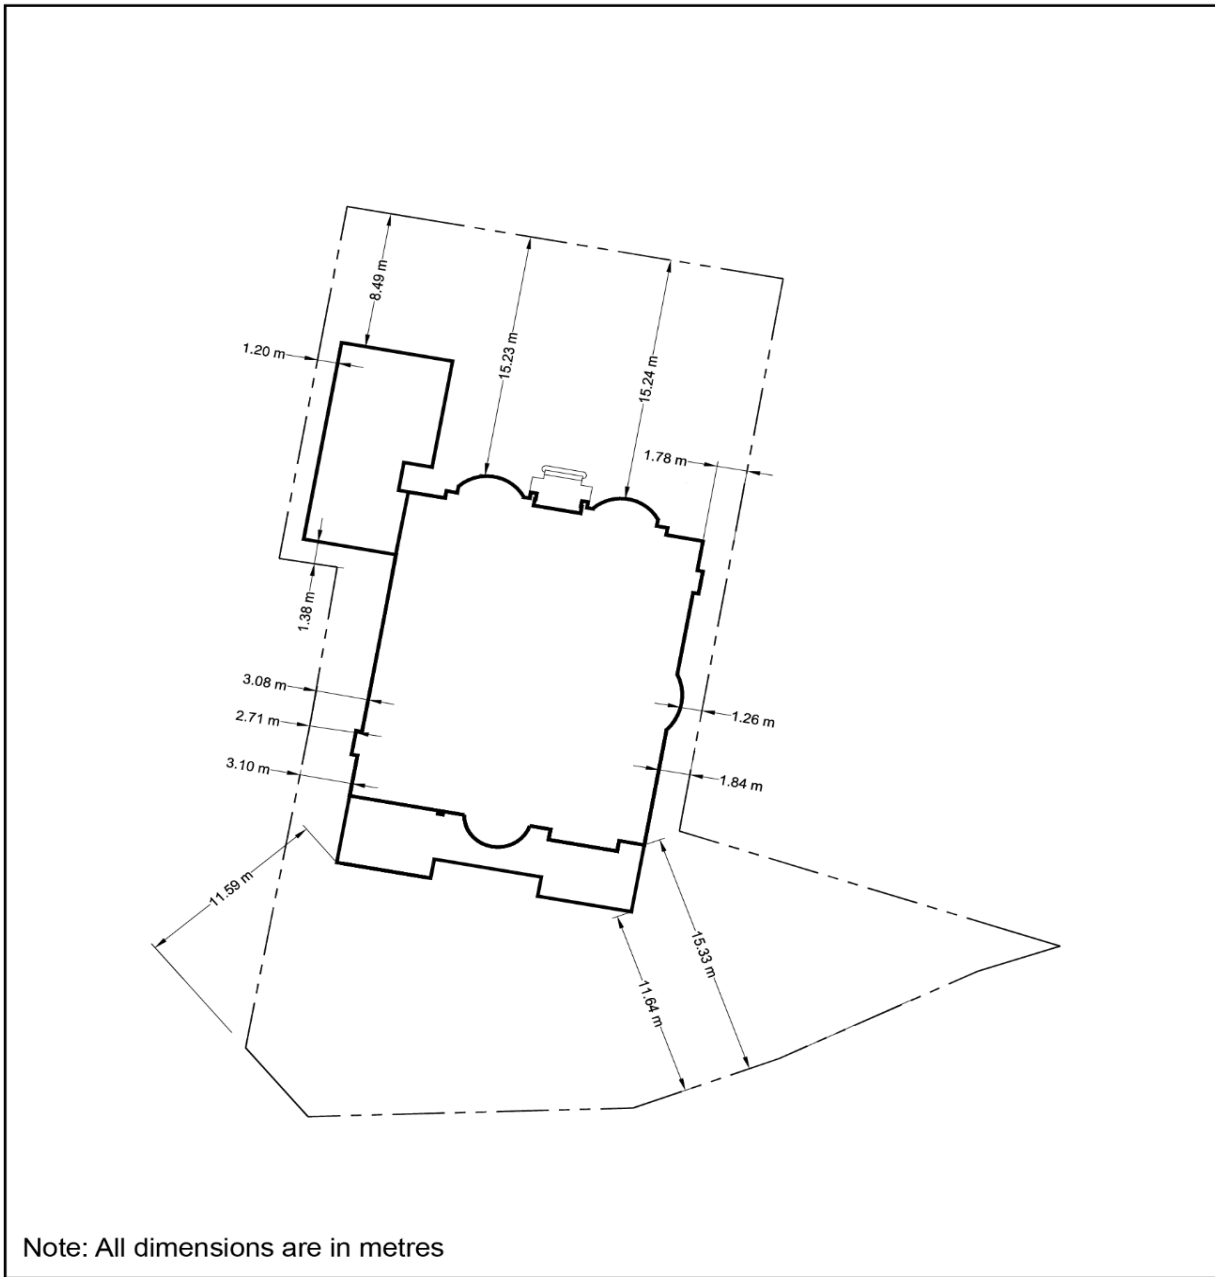 8.49 m
15.23 m
15.24 m
1.20 m
1.78 m
1.38 m
3.08 m
2.71 m
3.10 m
1.26 m
1.84 m
11.59 m
15.33 m
11.64 m
Note: All dimensions are in metres